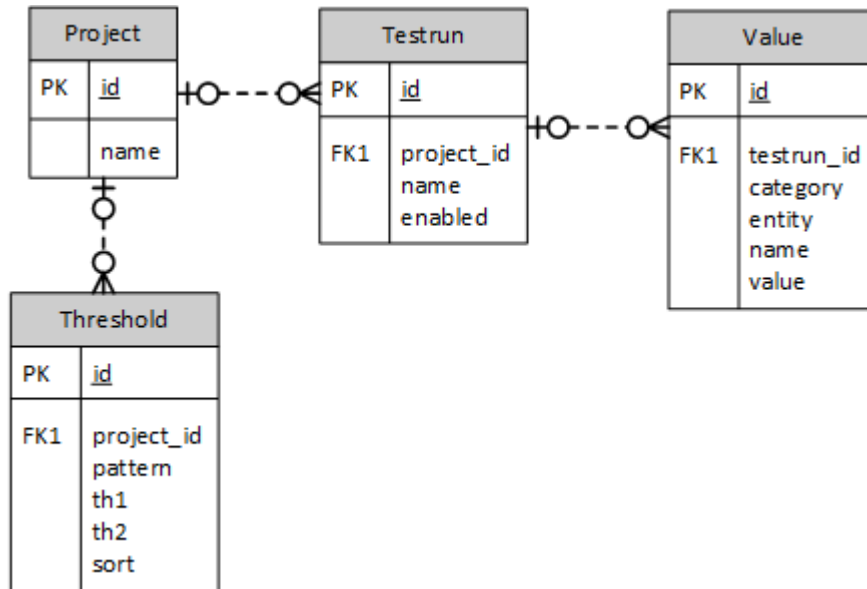 Project
PK id
name
Testrun
PK id
FK1 project_id
name
enabled
Value
PK id
FK1 testrun_id
category
entity
name
value
Threshold
PK id
FK1 project_id
pattern
th1
th2
sort